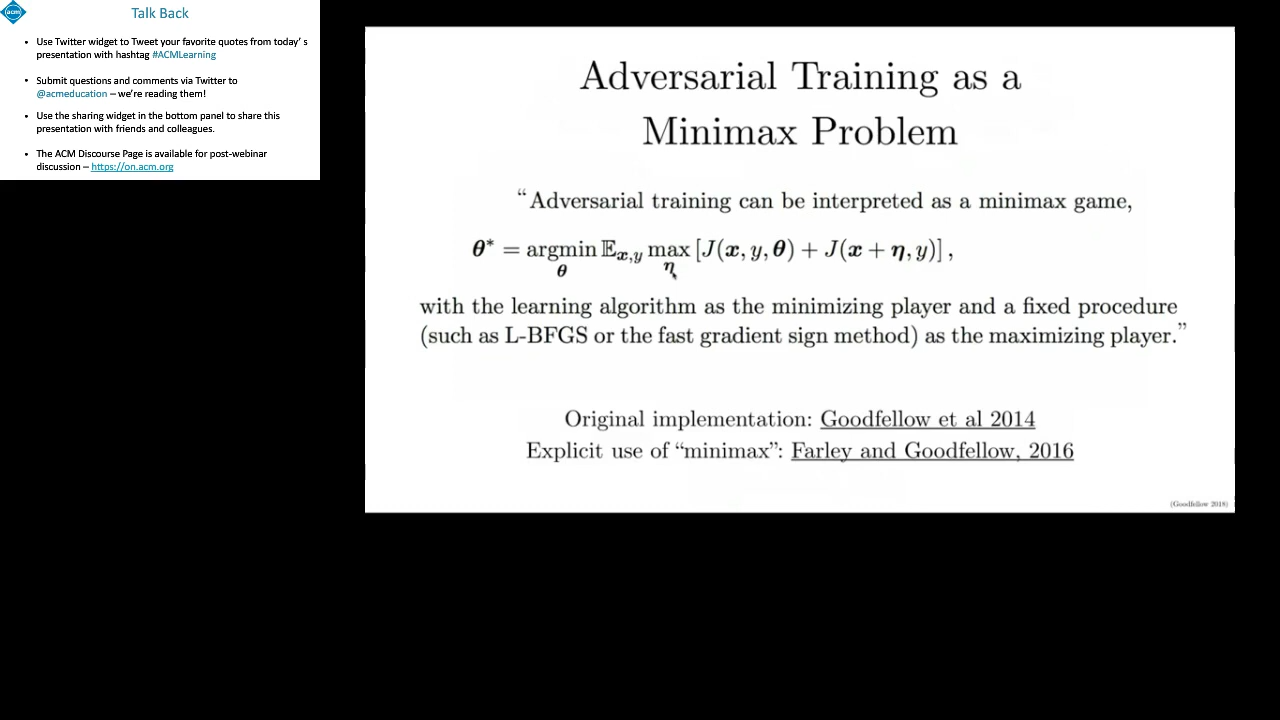 acm
Talk Back
• Use Twitter widget to Tweet your favorite quotes from today' s
presentation with hashtag #ACMLearning
• Submit questions and comments via Twitter to
@acmeducation – we're reading them!
• Use the sharing widget in the bottom panel to share this
presentation with friends and colleagues.
• The ACM Discourse Page is available for post-webinar
discussion – https://on.acm.org
Adversarial Training as a
Minimax Problem
“Adversarial training can be interpreted as a minimax game,
θ* = argmin_θ 𝔼_{x,y} max_η [J(x, y, θ) + J(x + η, y)] ,
with the learning algorithm as the minimizing player and a fixed procedure
(such as L-BFGS or the fast gradient sign method) as the maximizing player.”
Original implementation: Goodfellow et al 2014
Explicit use of “minimax”: Farley and Goodfellow, 2016
(Goodfellow 2018)